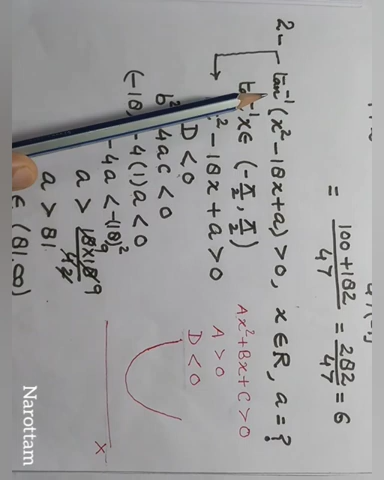 = 100+182 / 47 = 282 / 47 = 6
2- tan⁻¹(x²-18x+a)>0, x∈R, a=?
⁻¹x∈ (-π/2, π/2)
² - 18x + a > 0
D < 0
b² 4ac < 0
(-18 - 4(1)a < 0
- 4a < -(18)²
a > 18×18 9 / 4
a > 81
∈ (81,∞)
Ax²+Bx+C>0
A>0
D<0
x
Narottam